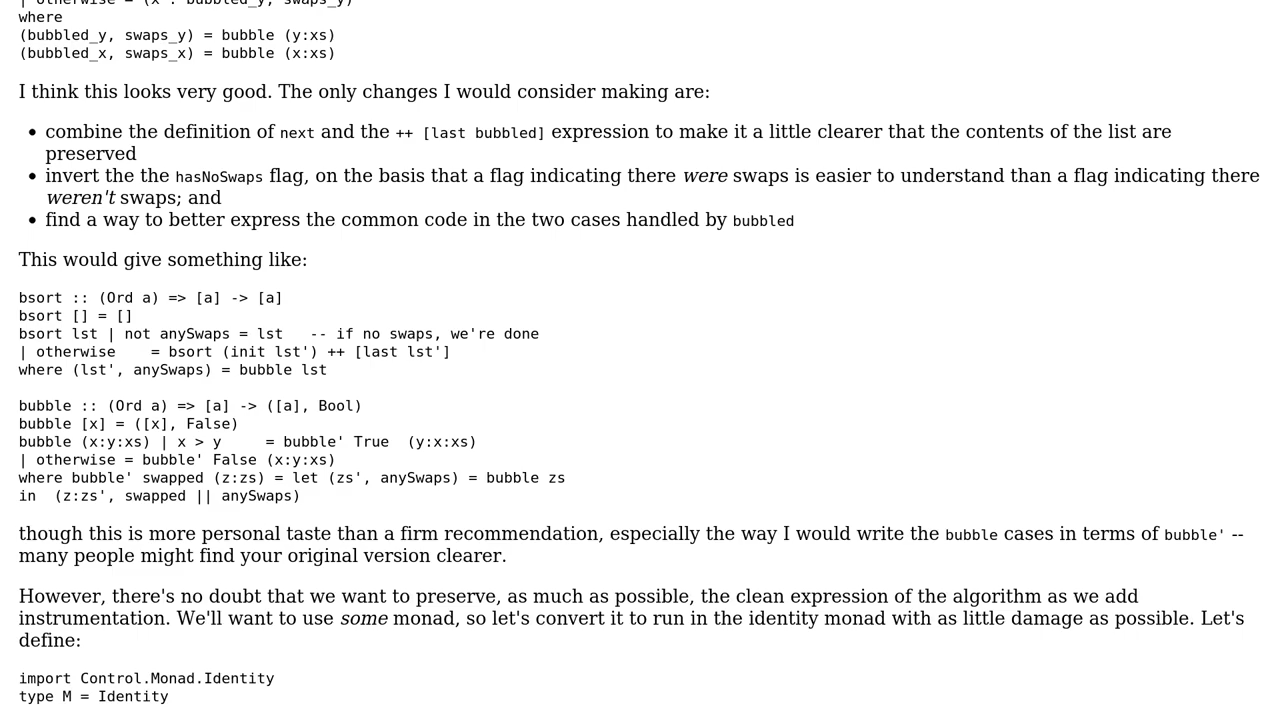 | otherwise = (x : bubbled_y, swaps_y)
where
(bubbled_y, swaps_y) = bubble (y:xs)
(bubbled_x, swaps_x) = bubble (x:xs)
I think this looks very good. The only changes I would consider making are:
• combine the definition of next and the ++ [last bubbled] expression to make it a little clearer that the contents of the list are
preserved
• invert the the hasNoSwaps flag, on the basis that a flag indicating there were swaps is easier to understand than a flag indicating there
weren't swaps; and
• find a way to better express the common code in the two cases handled by bubbled
This would give something like:
bsort :: (Ord a) => [a] -> [a]
bsort [] = []
bsort lst | not anySwaps = lst   -- if no swaps, we're done
| otherwise    = bsort (init lst') ++ [last lst']
where (lst', anySwaps) = bubble lst
bubble :: (Ord a) => [a] -> ([a], Bool)
bubble [x] = ([x], False)
bubble (x:y:xs) | x > y     = bubble' True  (y:x:xs)
| otherwise = bubble' False (x:y:xs)
where bubble' swapped (z:zs) = let (zs', anySwaps) = bubble zs
in  (z:zs', swapped || anySwaps)
though this is more personal taste than a firm recommendation, especially the way I would write the bubble cases in terms of bubble' --
many people might find your original version clearer.
However, there's no doubt that we want to preserve, as much as possible, the clean expression of the algorithm as we add
instrumentation. We'll want to use some monad, so let's convert it to run in the identity monad with as little damage as possible. Let's
define:
import Control.Monad.Identity
type M = Identity